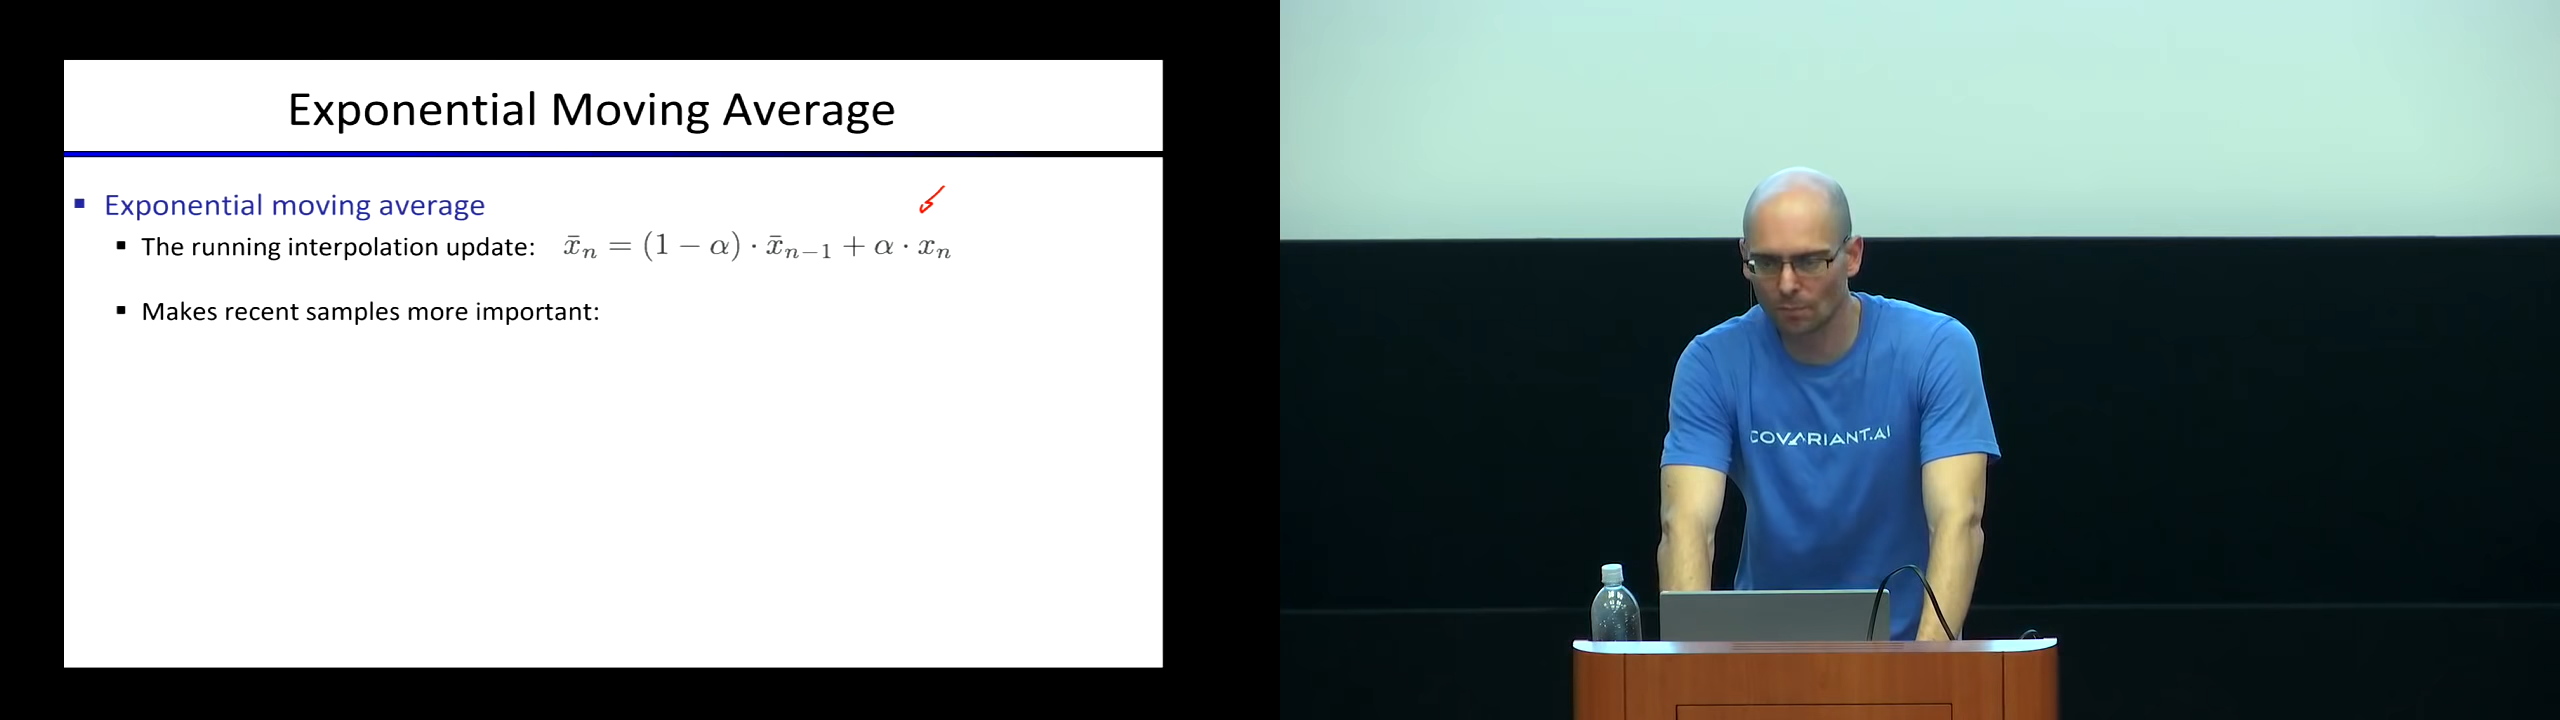 Exponential Moving Average
▪ Exponential moving average
▪ The running interpolation update: x̄ₙ = (1 − α) · x̄ₙ₋₁ + α · xₙ
▪ Makes recent samples more important:
COVARIANT.AI